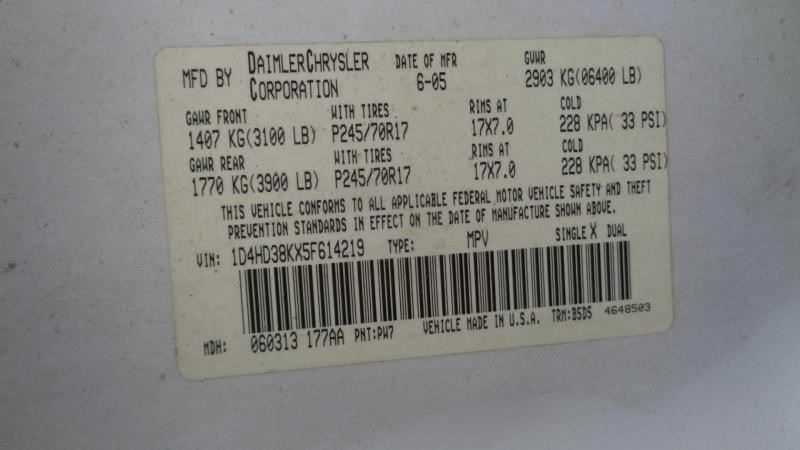 MFD BY DAIMLERCHRYSLER CORPORATION DATE OF MFR 6-05 GVWR 2903 KG(06400 LB)
GAWR FRONT WITH TIRES RIMS AT COLD
1407 KG(3100 LB) P245/70R17 17X7.0 228 KPA( 33 PSI)
GAWR REAR WITH TIRES RIMS AT COLD
1770 KG(3900 LB) P245/70R17 17X7.0 228 KPA( 33 PSI)
THIS VEHICLE CONFORMS TO ALL APPLICABLE FEDERAL MOTOR VEHICLE SAFETY AND THEFT
PREVENTION STANDARDS IN EFFECT ON THE DATE OF MANUFACTURE SHOWN ABOVE.
VIN: 1D4HD38KX5F614219 TYPE: MPV SINGLE X DUAL
MDH: 060313 177AA PNT:PW7 VEHICLE MADE IN U.S.A. TRM:B5D5 4648503